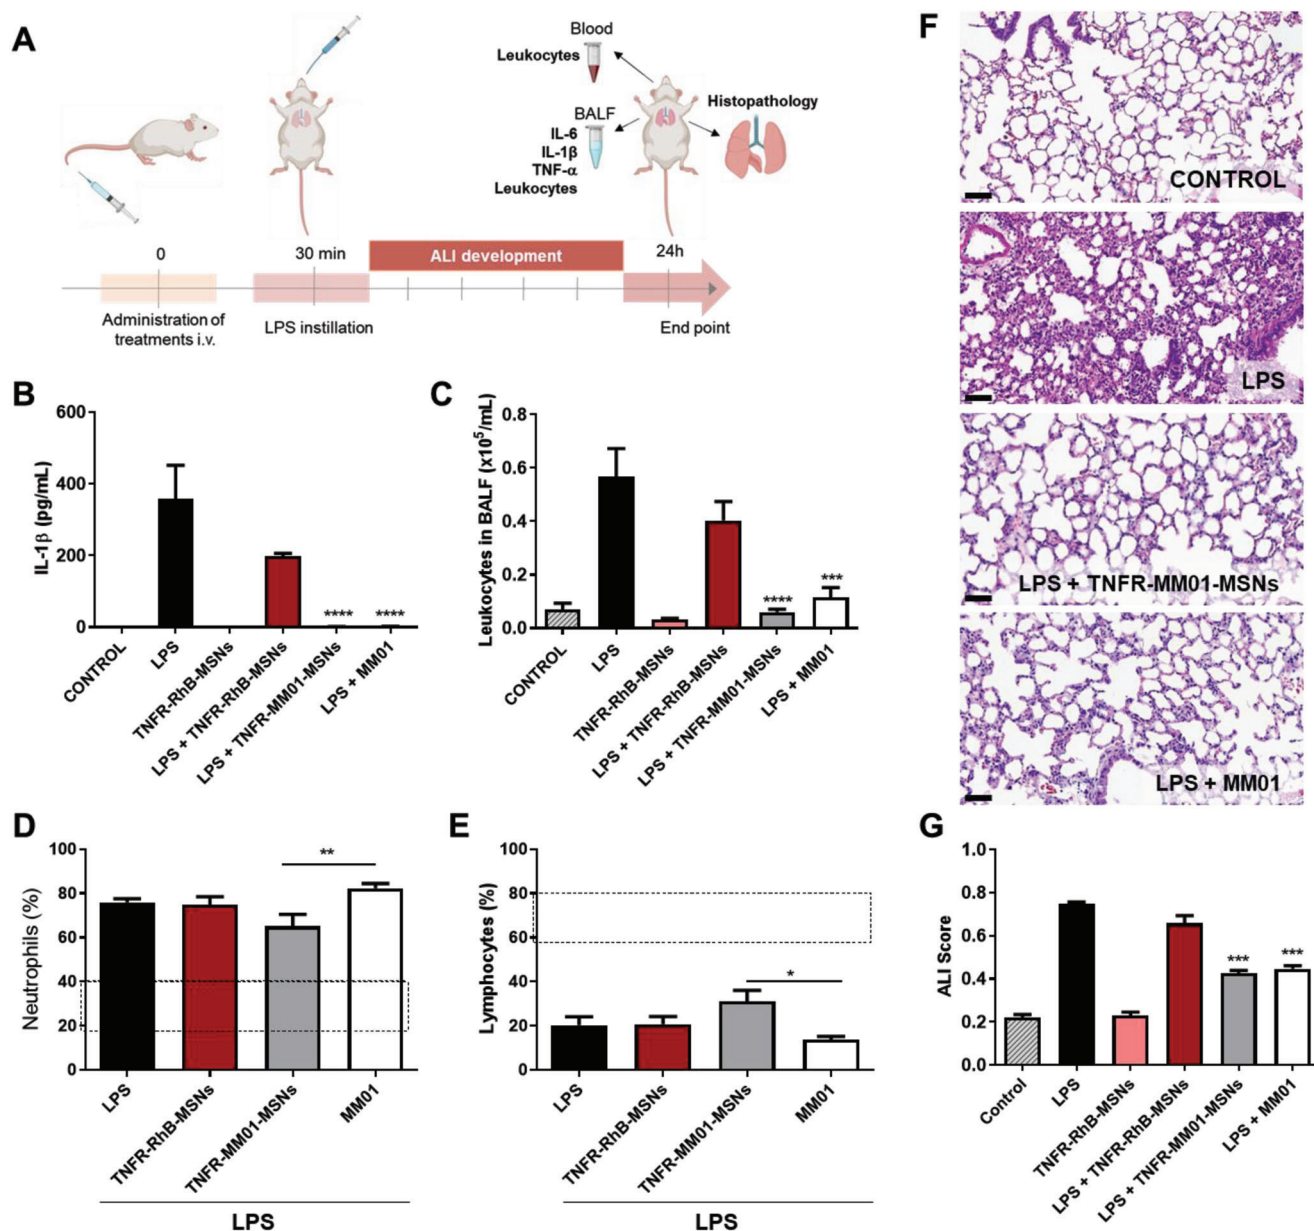 A
Blood
Leukocytes
BALF
IL-6
IL-1β
TNF-α
Leukocytes
Histopathology
0
30 min
ALI development
24h
Administration of
treatments i.v.
LPS instillation
End point
B
IL-1β (pg/mL)
600
400
200
0
****
****
CONTROL
LPS
TNFR-RhB-MSNs
LPS + TNFR-RhB-MSNs
LPS + TNFR-MM01-MSNs
LPS + MM01
C
Leukocytes in BALF (x10⁵/mL)
0.8
0.6
0.4
0.2
0.0
****
***
CONTROL
LPS
TNFR-RhB-MSNs
LPS + TNFR-RhB-MSNs
LPS + TNFR-MM01-MSNs
LPS + MM01
D
Neutrophils (%)
100
80
60
40
20
0
**
LPS
TNFR-RhB-MSNs
TNFR-MM01-MSNs
MM01
LPS
E
Lymphocytes (%)
100
80
60
40
20
0
*
LPS
TNFR-RhB-MSNs
TNFR-MM01-MSNs
MM01
LPS
F
CONTROL
LPS
LPS + TNFR-MM01-MSNs
LPS + MM01
G
ALI Score
1.0
0.8
0.6
0.4
0.2
0.0
***
***
Control
LPS
TNFR-RhB-MSNs
LPS + TNFR-RhB-MSNs
LPS + TNFR-MM01-MSNs
LPS + MM01